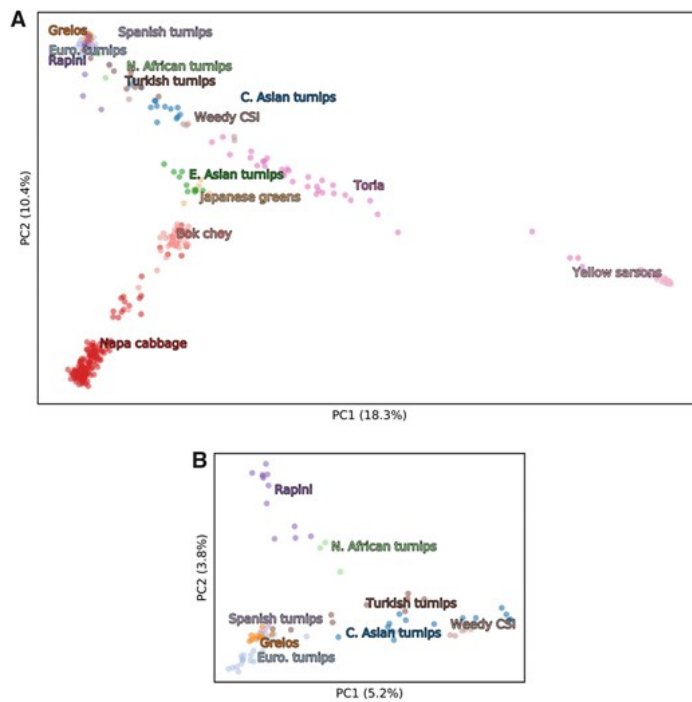 A
Grelos
Spanish turnips
Euro. turnips
Rapini
N. African turnips
Turkish turnips
C. Asian turnips
Weedy CSI
E. Asian turnips
Toria
Japanese greens
Bok choy
Yellow sarsons
Napa cabbage
PC2 (10.4%)
PC1 (18.3%)
B
Rapini
N. African turnips
Turkish turnips
Spanish turnips
Weedy CSI
C. Asian turnips
Grelos
Euro. turnips
PC2 (3.8%)
PC1 (5.2%)